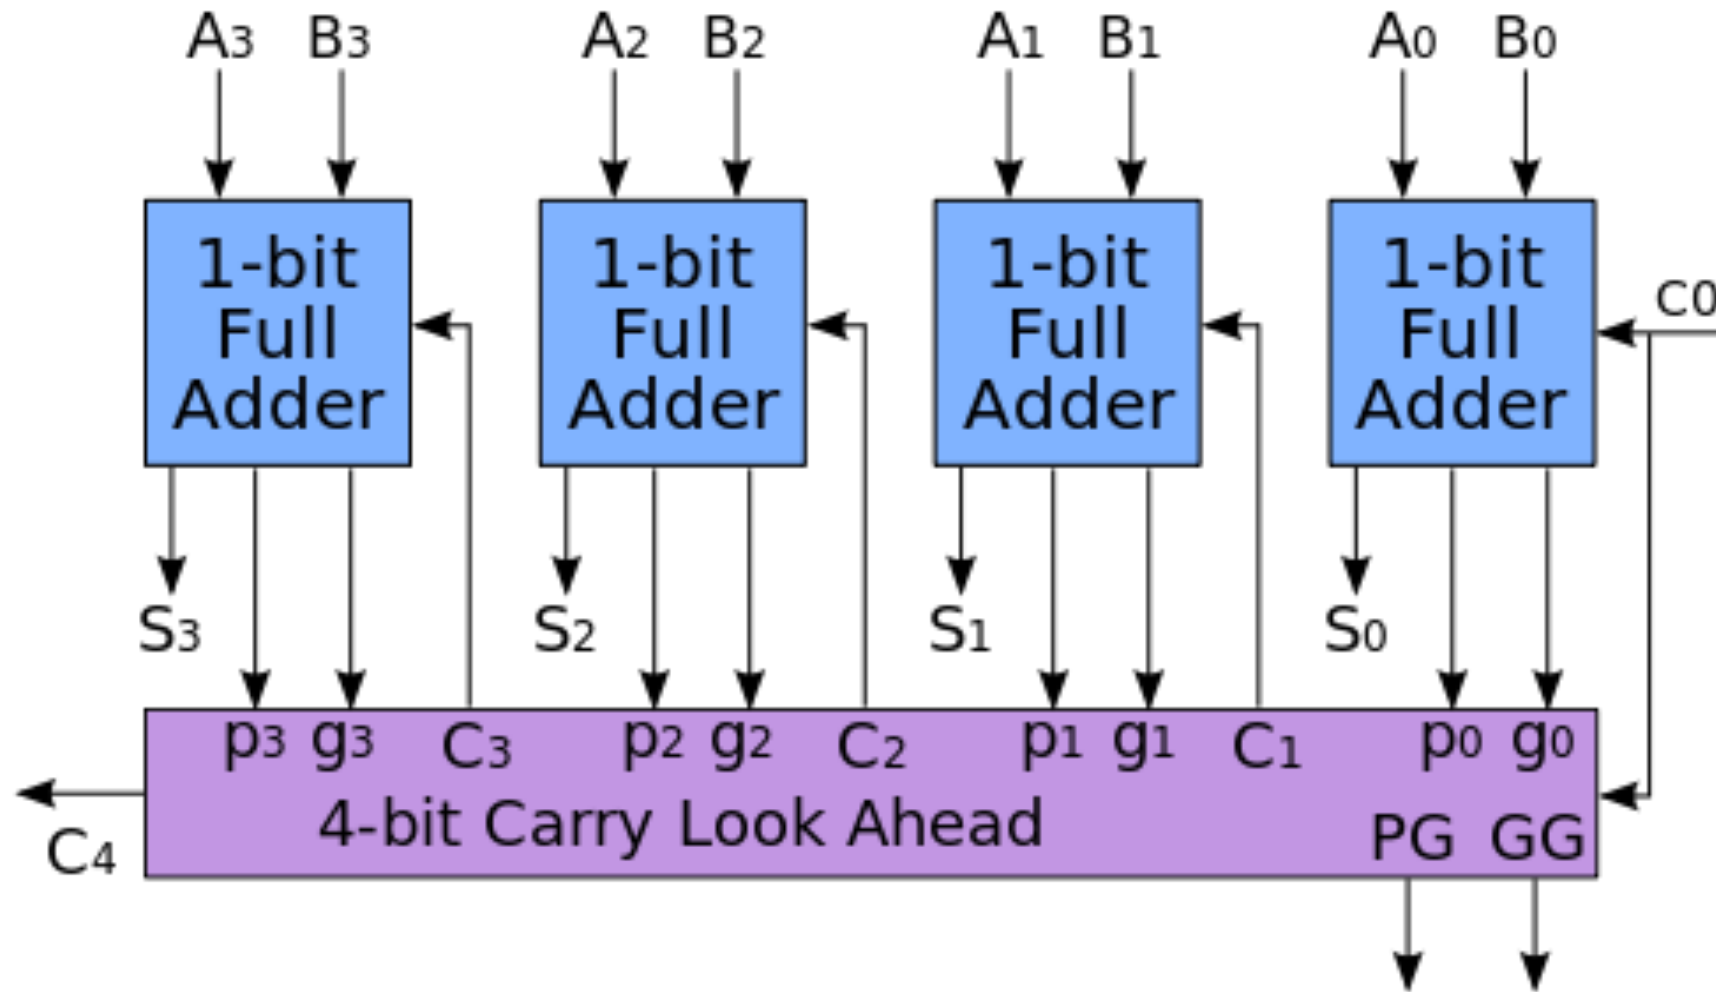 A3 B3 A2 B2 A1 B1 A0 B0
1-bit Full Adder
1-bit Full Adder
1-bit Full Adder
1-bit Full Adder
C0
S3 S2 S1 S0
p3 g3 C3 p2 g2 C2 p1 g1 C1 p0 g0
4-bit Carry Look Ahead PG GG
C4